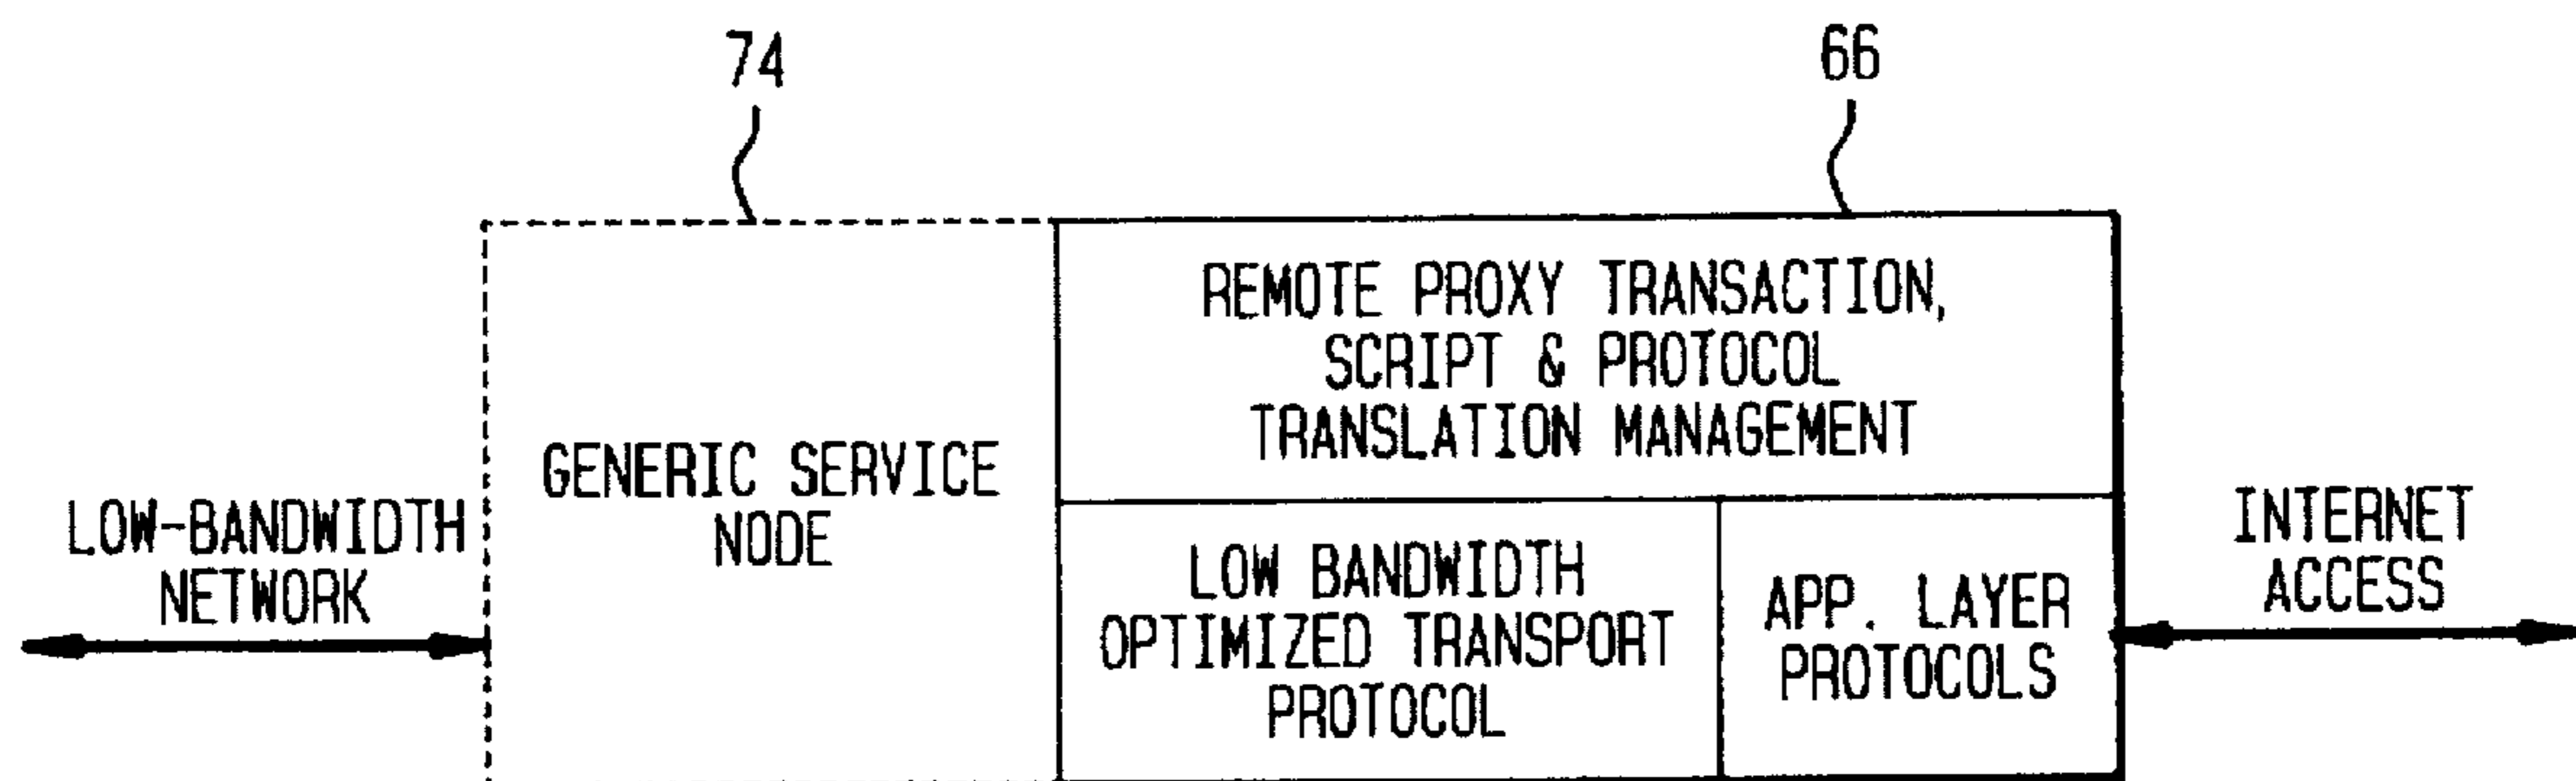 74
66
REMOTE PROXY TRANSACTION,
SCRIPT & PROTOCOL
TRANSLATION MANAGEMENT
GENERIC SERVICE
NODE
LOW-BANDWIDTH
NETWORK
LOW BANDWIDTH
OPTIMIZED TRANSPORT
PROTOCOL
APP. LAYER
PROTOCOLS
INTERNET
ACCESS